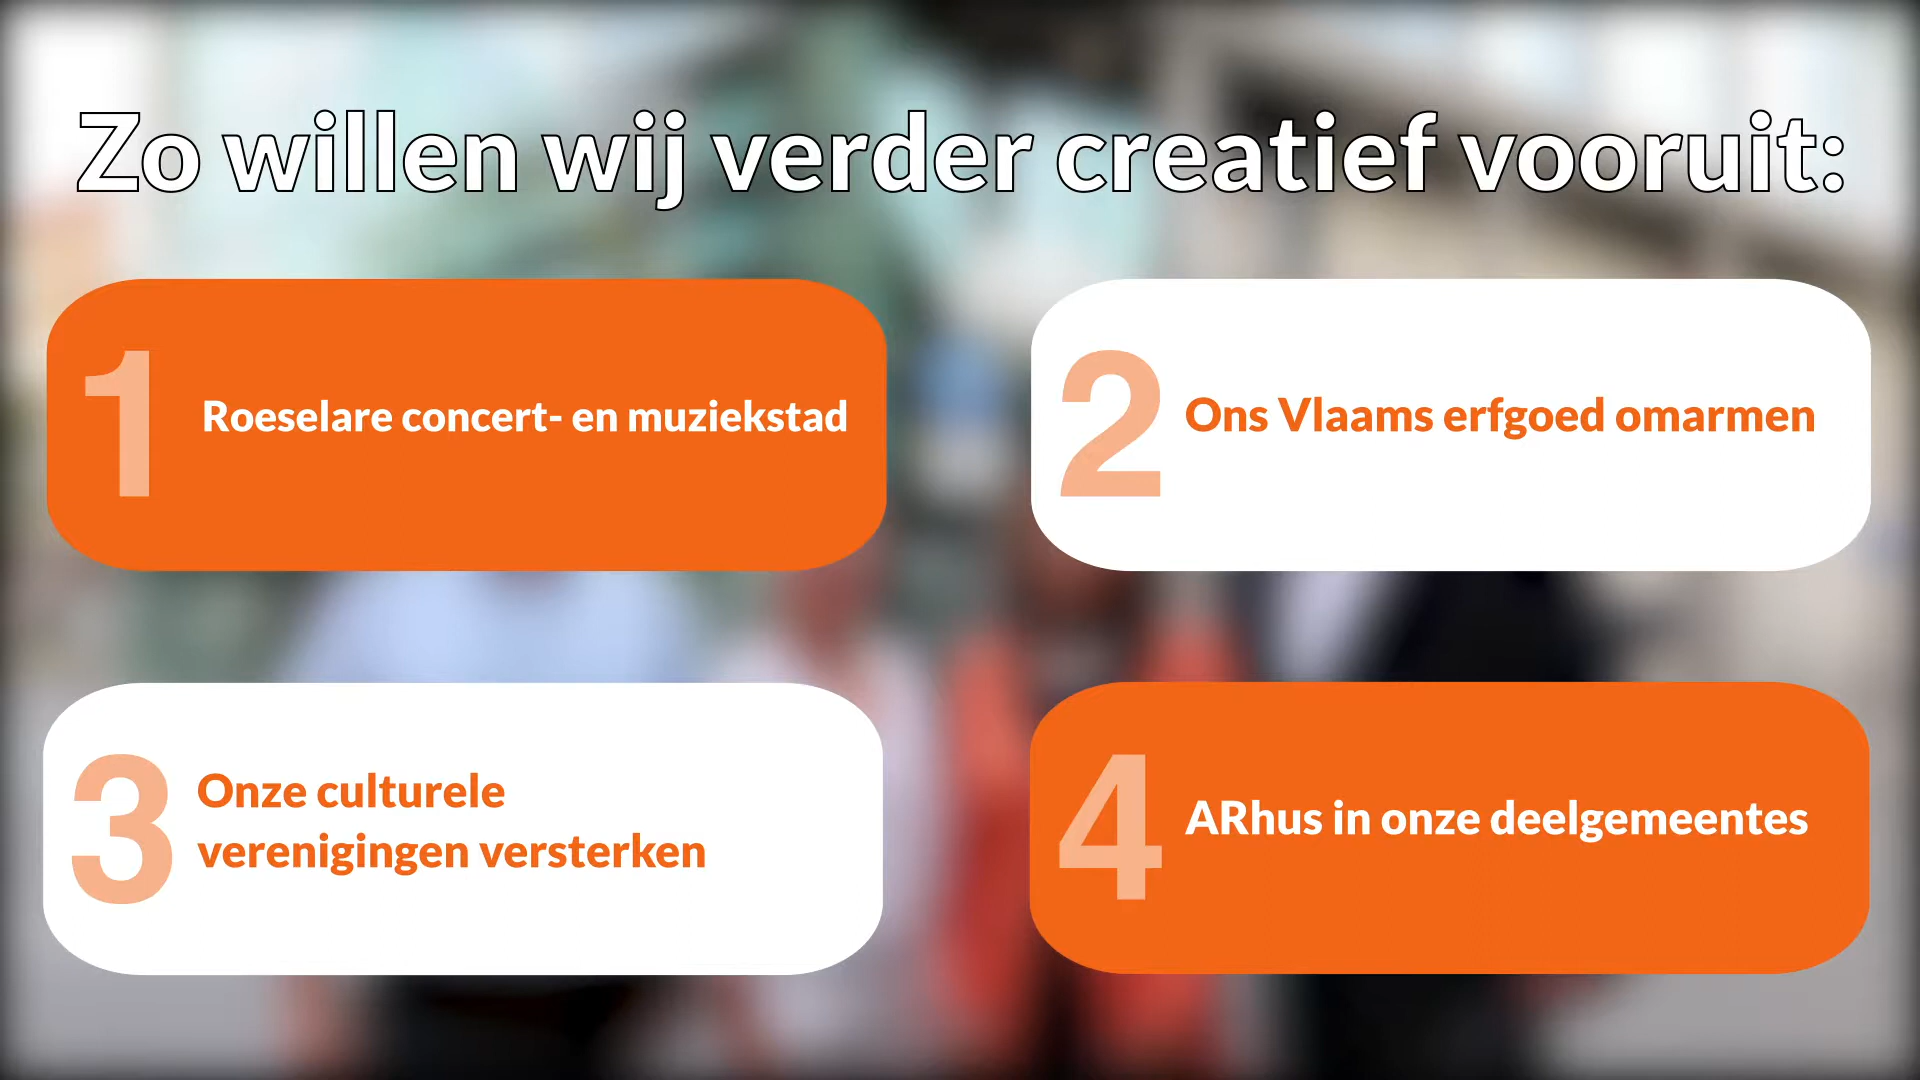 Zo willen wij verder creatief vooruit:
1
Roeselare concert- en muziekstad
2
Ons Vlaams erfgoed omarmen
3
Onze culturele
verenigingen versterken
4
ARhus in onze deelgemeentes